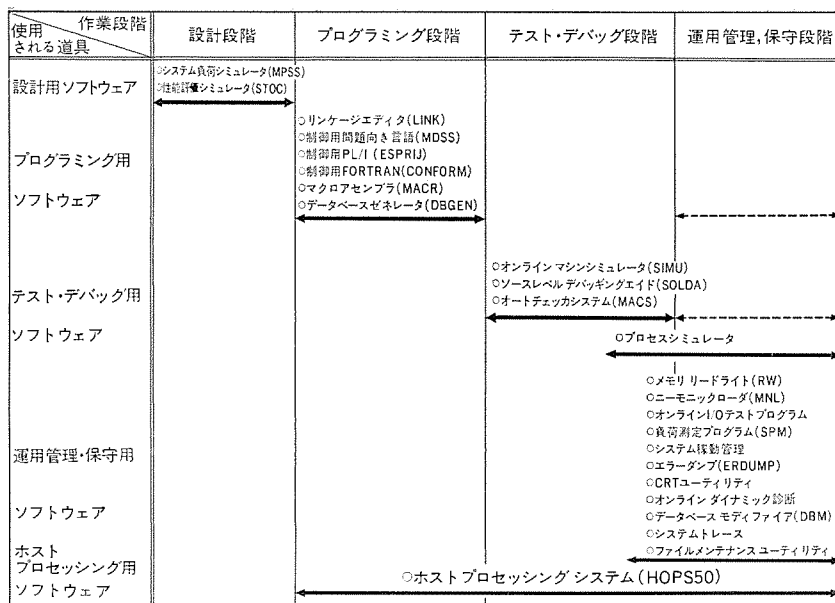 作業段階
使用
される道具
設計段階
プログラミング段階
テスト・デバッグ段階
運用管理,保守段階
設計用ソフトウェア
○システム負荷シミュレータ(MPSS)
○性能評価シミュレータ(STOC)
プログラミング用
ソフトウェア
○リンケージエディタ(LINK)
○制御用問題向き言語(MDSS)
○制御用PL/I (ESPRIJ)
○制御用FORTRAN(CONFORM)
○マクロアセンブラ(MACR)
○データベースゼネレータ(DBGEN)
テスト・デバッグ用
ソフトウェア
○オンライン マシンシミュレータ(SIMU)
○ソースレベル デバッギングエイド(SOLDA)
○オートチェッカシステム(MACS)
○プロセスシミュレータ
運用管理・保守用
ソフトウェア
○メモリ リードライト(RW)
○ニーモニックローダ(MNL)
○オンラインI/Oテストプログラム
○負荷測定プログラム(SPM)
○システム稼動管理
○エラーダンプ(ERDUMP)
○CRTユーティリティ
○オンライン ダイナミック診断
○データベース モディファイア(DBM)
○システムトレース
○ファイルメンテナンス ユーティリティ
ホスト
プロセッシング用
ソフトウェア
○ホストプロセッシング システム(HOPS50)